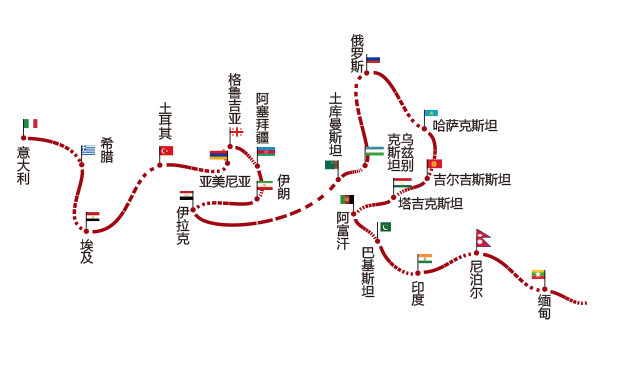 意大利
希腊
埃及
土耳其
亚美尼亚
格鲁吉亚
阿塞拜疆
伊朗
伊拉克
土库曼斯坦
乌兹别
克斯坦
俄罗斯
哈萨克斯坦
吉尔吉斯斯坦
塔吉克斯坦
阿富汗
巴基斯坦
印度
尼泊尔
缅甸